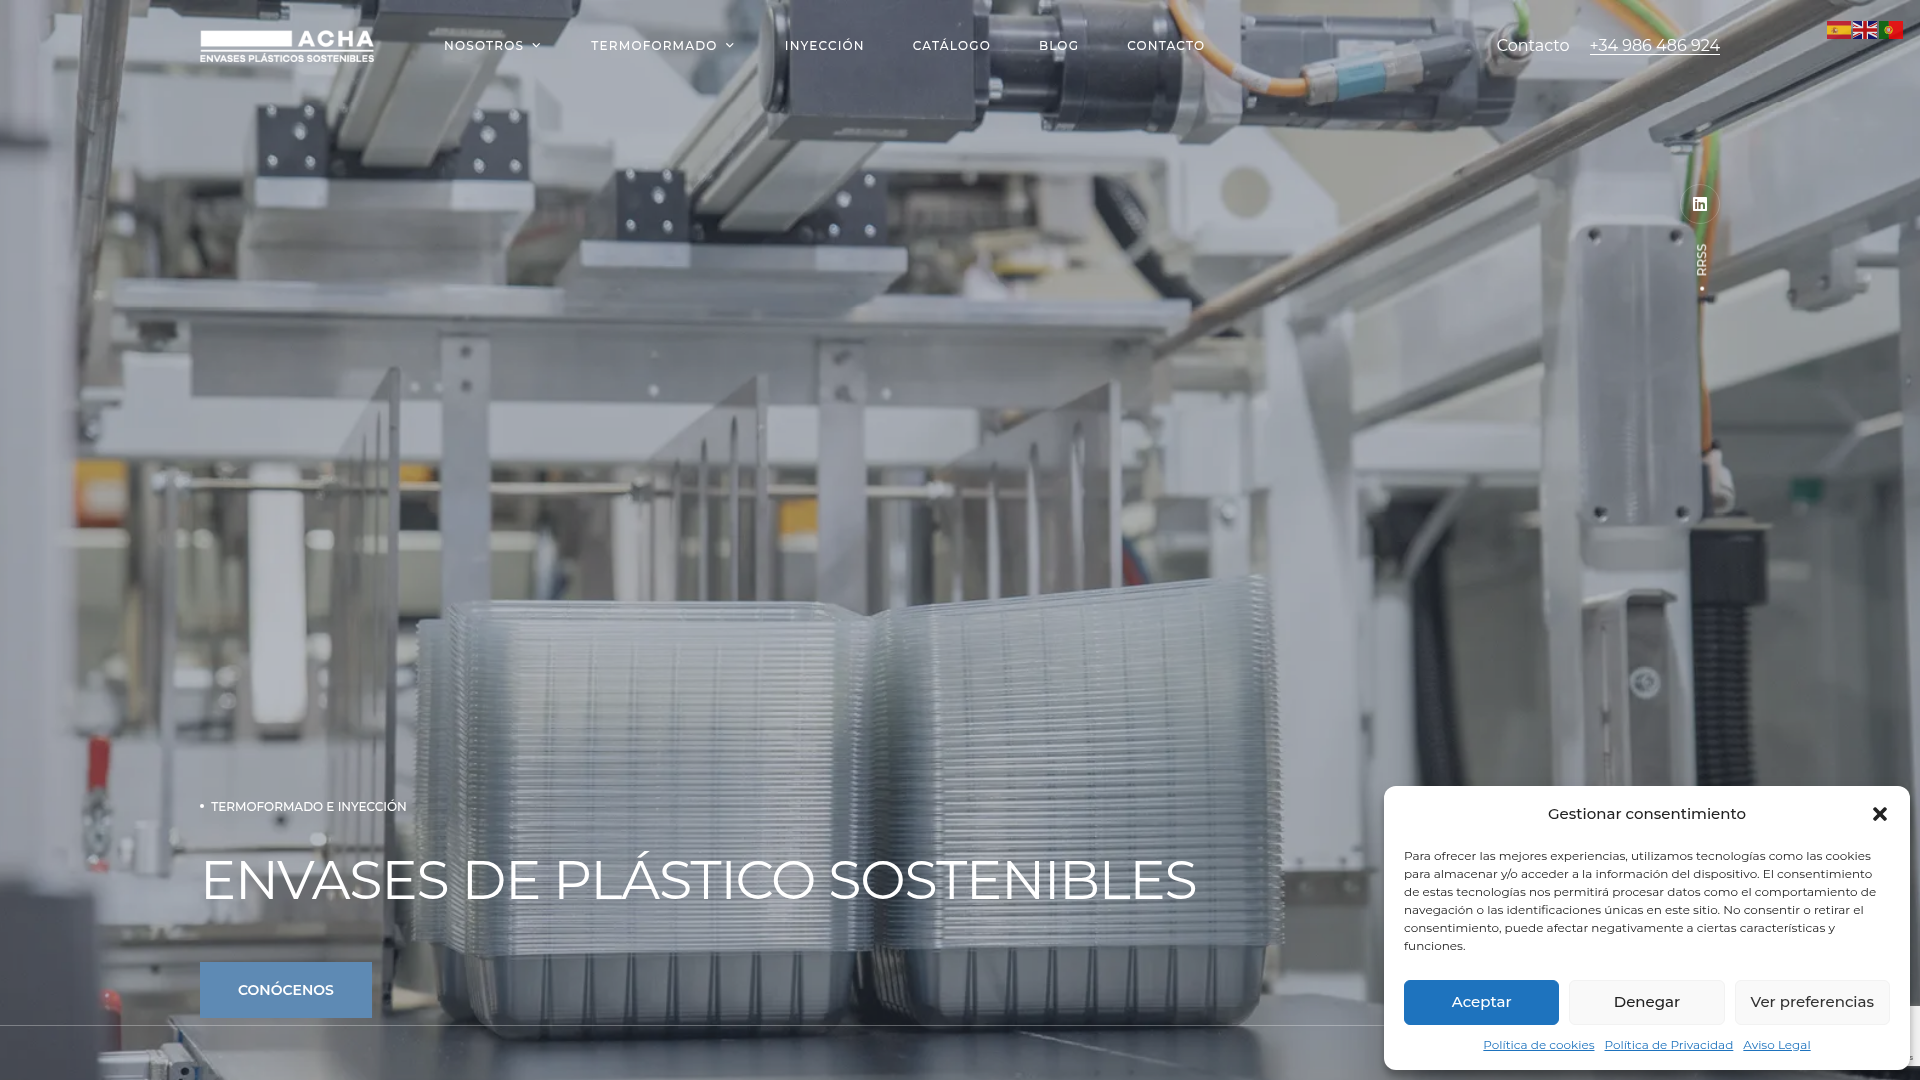 ACHA
ENVASES PLÁSTICOS SOSTENIBLES
NOSOTROS
TERMOFORMADO
INYECCIÓN
CATÁLOGO
BLOG
CONTACTO
Contacto
+34 986 486 924
RRSS
TERMOFORMADO E INYECCIÓN
ENVASES DE PLÁSTICO SOSTENIBLES
CONÓCENOS
Gestionar consentimiento
Para ofrecer las mejores experiencias, utilizamos tecnologías como las cookies
para almacenar y/o acceder a la información del dispositivo. El consentimiento
de estas tecnologías nos permitirá procesar datos como el comportamiento de
navegación o las identificaciones únicas en este sitio. No consentir o retirar el
consentimiento, puede afectar negativamente a ciertas características y
funciones.
Aceptar
Denegar
Ver preferencias
Política de cookies
Política de Privacidad
Aviso Legal